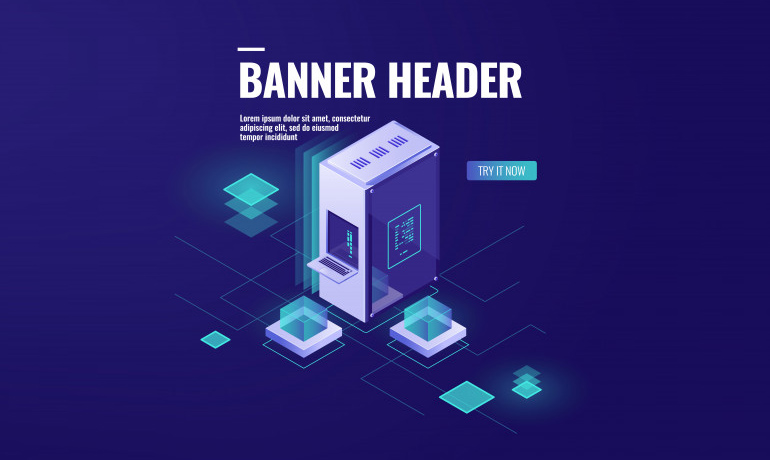 BANNER HEADER
Lorem ipsum dolor sit amet, consectetur
adipiscing elit, sed do eiusmod
tempor incididunt
TRY IT NOW